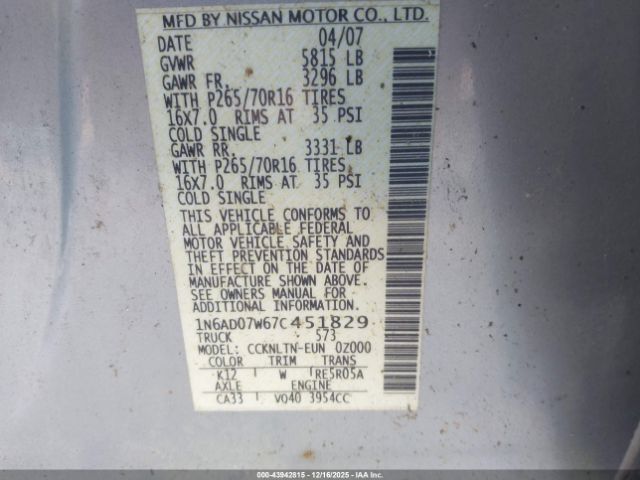 MFD BY NISSAN MOTOR CO., LTD.
DATE 04/07
GVWR 5815 LB
GAWR FR. 3296 LB
WITH P265/70R16 TIRES
16X7.0 RIMS AT 35 PSI
COLD SINGLE
GAWR RR. 3331 LB
WITH P265/70R16 TIRES
16X7.0 RIMS AT 35 PSI
COLD SINGLE
THIS VEHICLE CONFORMS TO
ALL APPLICABLE FEDERAL
MOTOR VEHICLE SAFETY AND
THEFT PREVENTION STANDARDS
IN EFFECT ON THE DATE OF
MANUFACTURE SHOWN ABOVE.
SEE OWNERS MANUAL FOR
ADDITIONAL INFORMATION.
1N6AD07W67C451829
TRUCK 573
MODEL: CCKNLTN-EUN 0Z000
COLOR TRIM TRANS
K12 W RE5R05A
AXLE ENGINE
CA33 VQ40 3954CC
000-43942815 - 12/16/2025 - IAA, Inc.